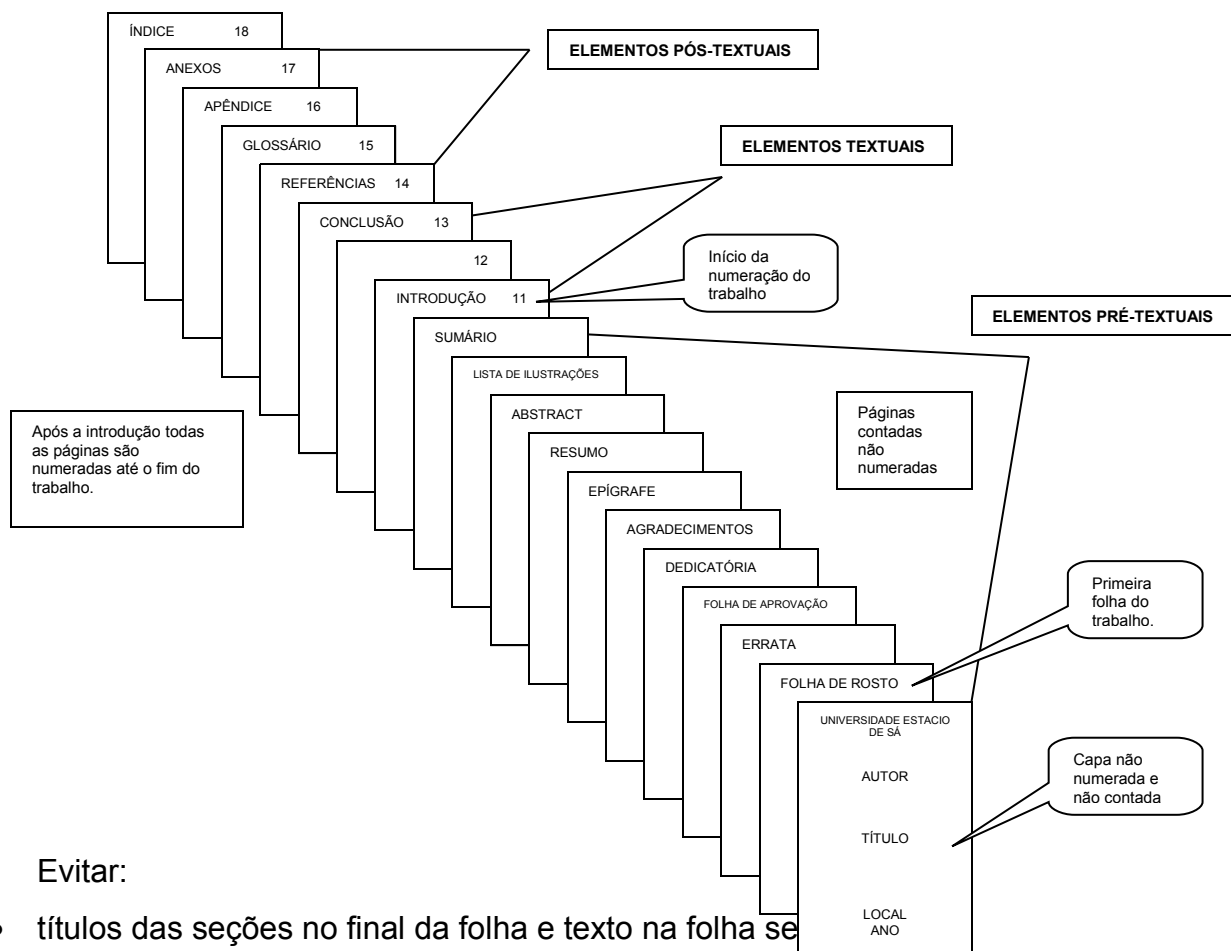 ÍNDICE 18
ELEMENTOS PÓS-TEXTUAIS
ANEXOS 17
APÊNDICE 16
GLOSSÁRIO 15
ELEMENTOS TEXTUAIS
REFERÊNCIAS 14
CONCLUSÃO 13
12
Início da
numeração do
trabalho
INTRODUÇÃO 11
ELEMENTOS PRÉ-TEXTUAIS
SUMÁRIO
LISTA DE ILUSTRAÇÕES
ABSTRACT
Páginas
contadas
não
numeradas
Após a introdução todas
as páginas são
numeradas até o fim do
trabalho.
RESUMO
EPÍGRAFE
AGRADECIMENTOS
DEDICATÓRIA
FOLHA DE APROVAÇÃO
Primeira
folha do
trabalho.
ERRATA
FOLHA DE ROSTO
UNIVERSIDADE ESTACIO
DE SÁ
AUTOR
Capa não
numerada e
não contada
TÍTULO
LOCAL
ANO
Evitar:
• títulos das seções no final da folha e texto na folha se